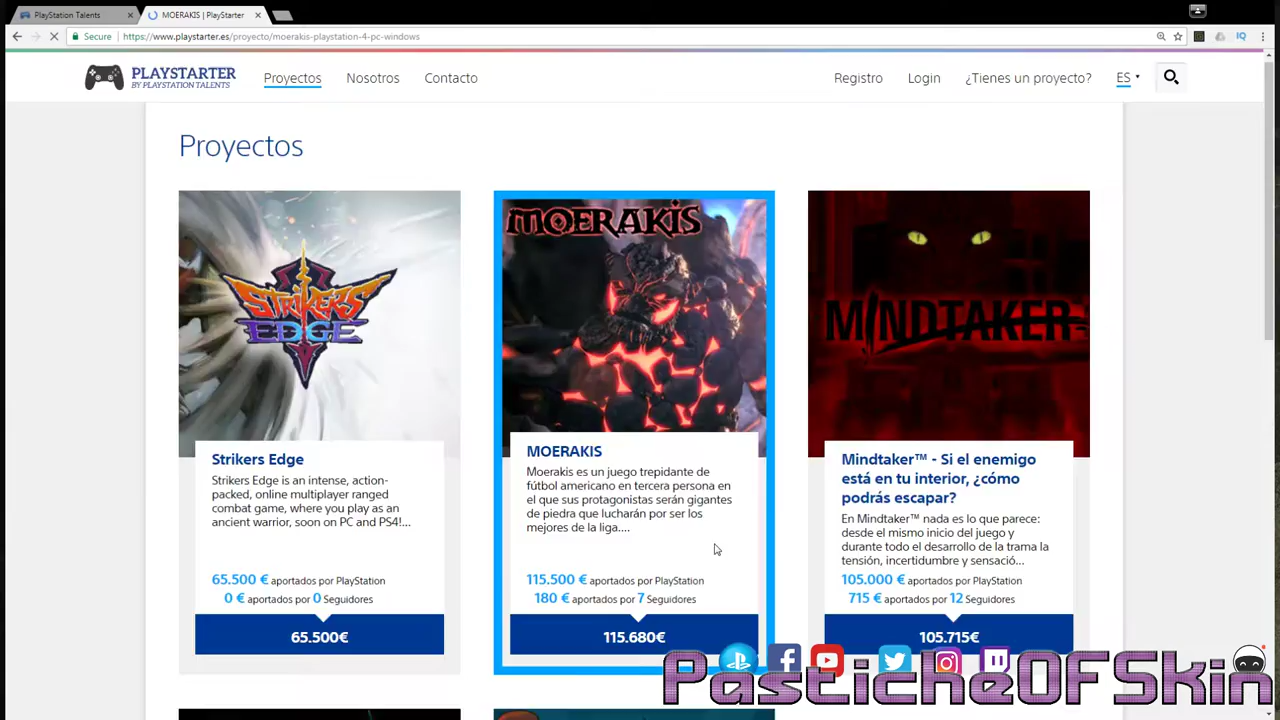 PlayStation Talents
MOERAKIS | PlayStarter
Secure
https://www.playstarter.es/proyecto/moerakis-playstation-4-pc-windows
IQ
PLAYSTARTER
BY PLAYSTATION TALENTS
Proyectos
Nosotros
Contacto
Registro
Login
¿Tienes un proyecto?
ES
Proyectos
STRIKERS
EDGE
Strikers Edge
Strikers Edge is an intense, action-
packed, online multiplayer ranged
combat game, where you play as an
ancient warrior, soon on PC and PS4!...
65.500 € aportados por PlayStation
0 € aportados por 0 Seguidores
65.500€
MOERAKIS
MOERAKIS
Moerakis es un juego trepidante de
fútbol americano en tercera persona en
el que sus protagonistas serán gigantes
de piedra que lucharán por ser los
mejores de la liga....
115.500 € aportados por PlayStation
180 € aportados por 7 Seguidores
115.680€
MINDTAKER
Mindtaker™ - Si el enemigo
está en tu interior, ¿cómo
podrás escapar?
En Mindtaker™ nada es lo que parece:
desde el mismo inicio del juego y
durante todo el desarrollo de la trama la
tensión, incertidumbre y sensació...
105.000 € aportados por PlayStation
715 € aportados por 12 Seguidores
105.715€
PasticheOFSkin